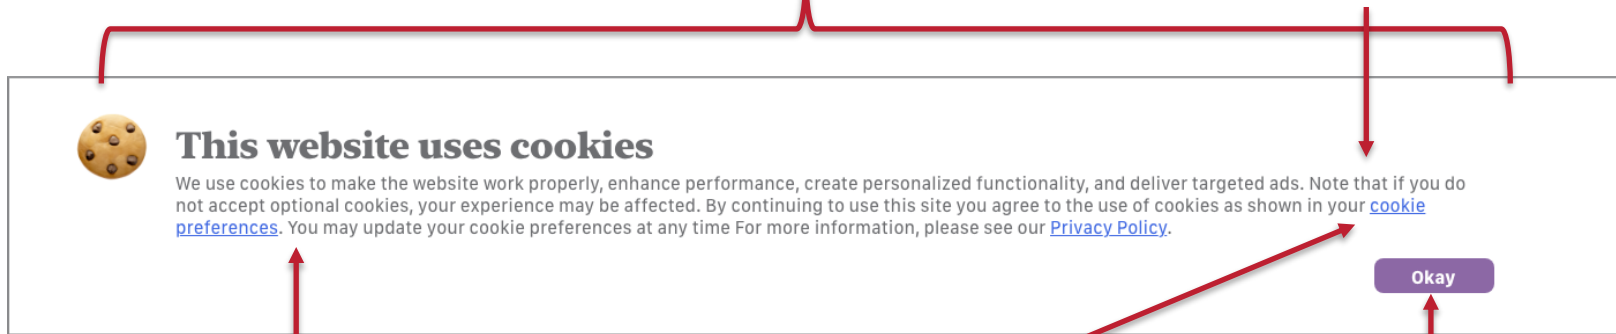 This website uses cookies
We use cookies to make the website work properly, enhance performance, create personalized functionality, and deliver targeted ads. Note that if you do
not accept optional cookies, your experience may be affected. By continuing to use this site you agree to the use of cookies as shown in your cookie
preferences. You may update your cookie preferences at any time For more information, please see our Privacy Policy.
Okay